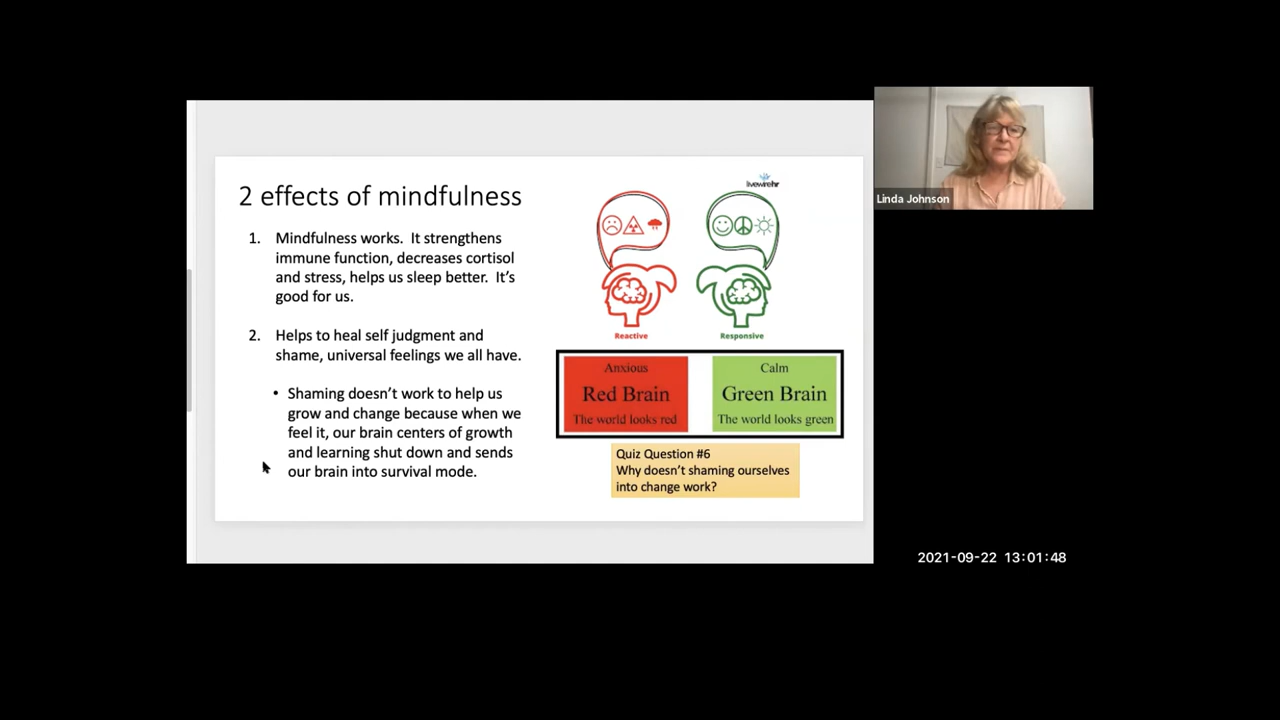 2 effects of mindfulness
1. Mindfulness works. It strengthens
immune function, decreases cortisol
and stress, helps us sleep better. It's
good for us.
2. Helps to heal self judgment and
shame, universal feelings we all have.
• Shaming doesn't work to help us
grow and change because when we
feel it, our brain centers of growth
and learning shut down and sends
our brain into survival mode.
livewirehr
Reactive
Responsive
Anxious
Red Brain
The world looks red
Calm
Green Brain
The world looks green
Quiz Question #6
Why doesn't shaming ourselves
into change work?
Linda Johnson
2021-09-22 13:01:48